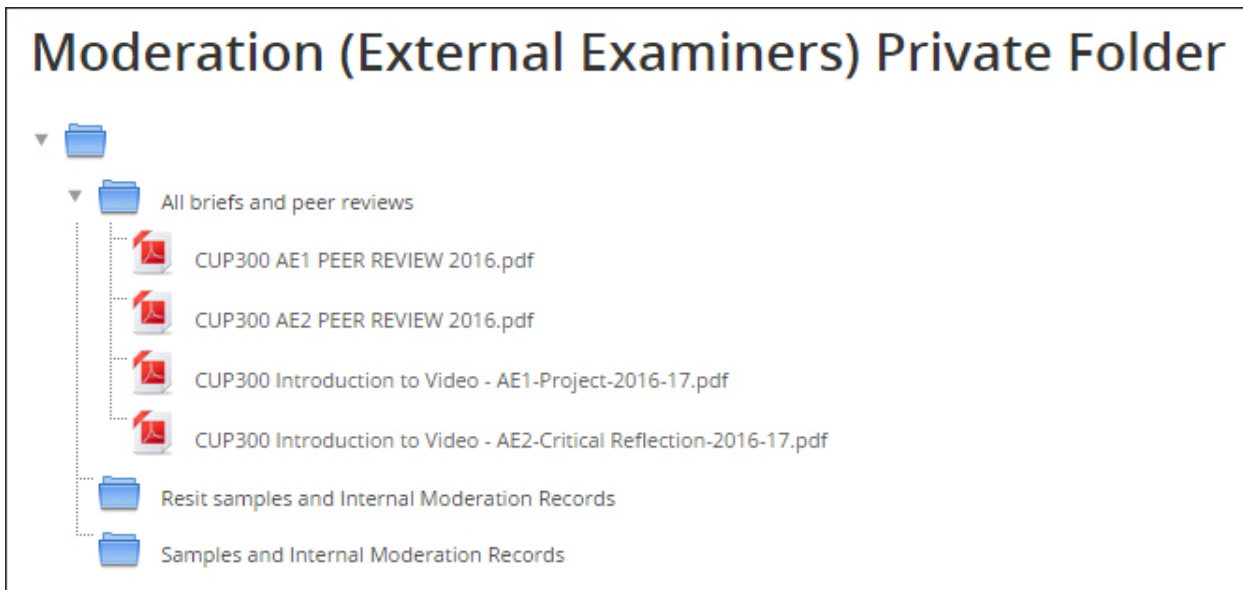 Moderation (External Examiners) Private Folder
All briefs and peer reviews
CUP300 AE1 PEER REVIEW 2016.pdf
CUP300 AE2 PEER REVIEW 2016.pdf
CUP300 Introduction to Video - AE1-Project-2016-17.pdf
CUP300 Introduction to Video - AE2-Critical Reflection-2016-17.pdf
Resit samples and Internal Moderation Records
Samples and Internal Moderation Records